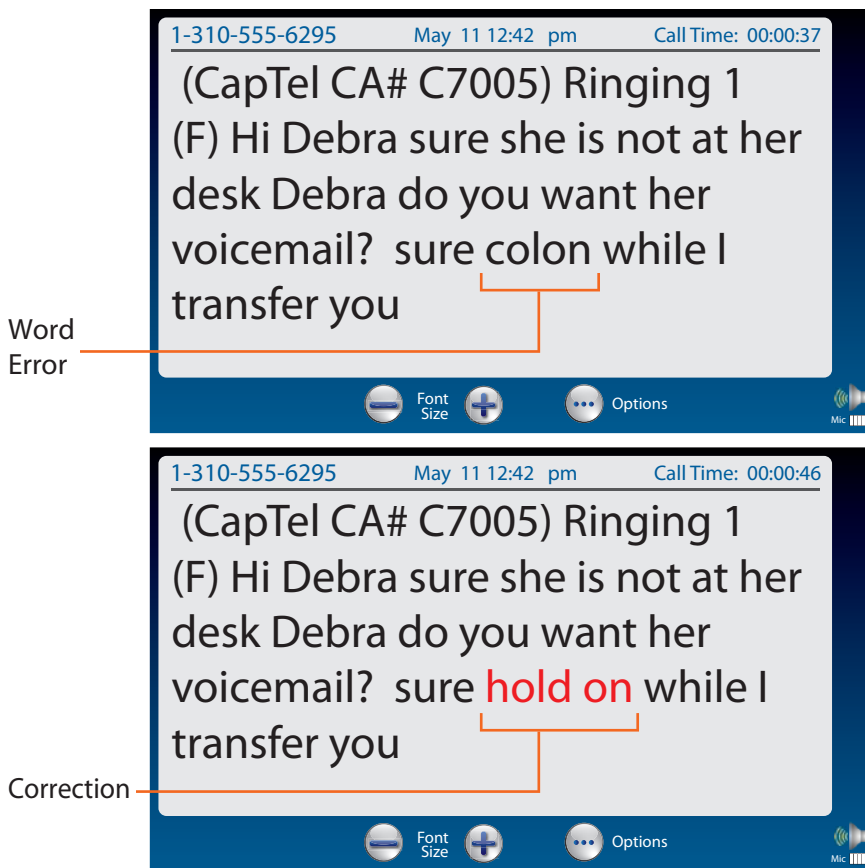 1-310-555-6295 May 11 12:42 pm Call Time: 00:00:37
(CapTel CA# C7005) Ringing 1
(F) Hi Debra sure she is not at her
desk Debra do you want her
voicemail? sure colon while I
transfer you
Word
Error
Font
Size
Options
Mic
1-310-555-6295 May 11 12:42 pm Call Time: 00:00:46
(CapTel CA# C7005) Ringing 1
(F) Hi Debra sure she is not at her
desk Debra do you want her
voicemail? sure hold on while I
transfer you
Correction
Font
Size
Options
Mic